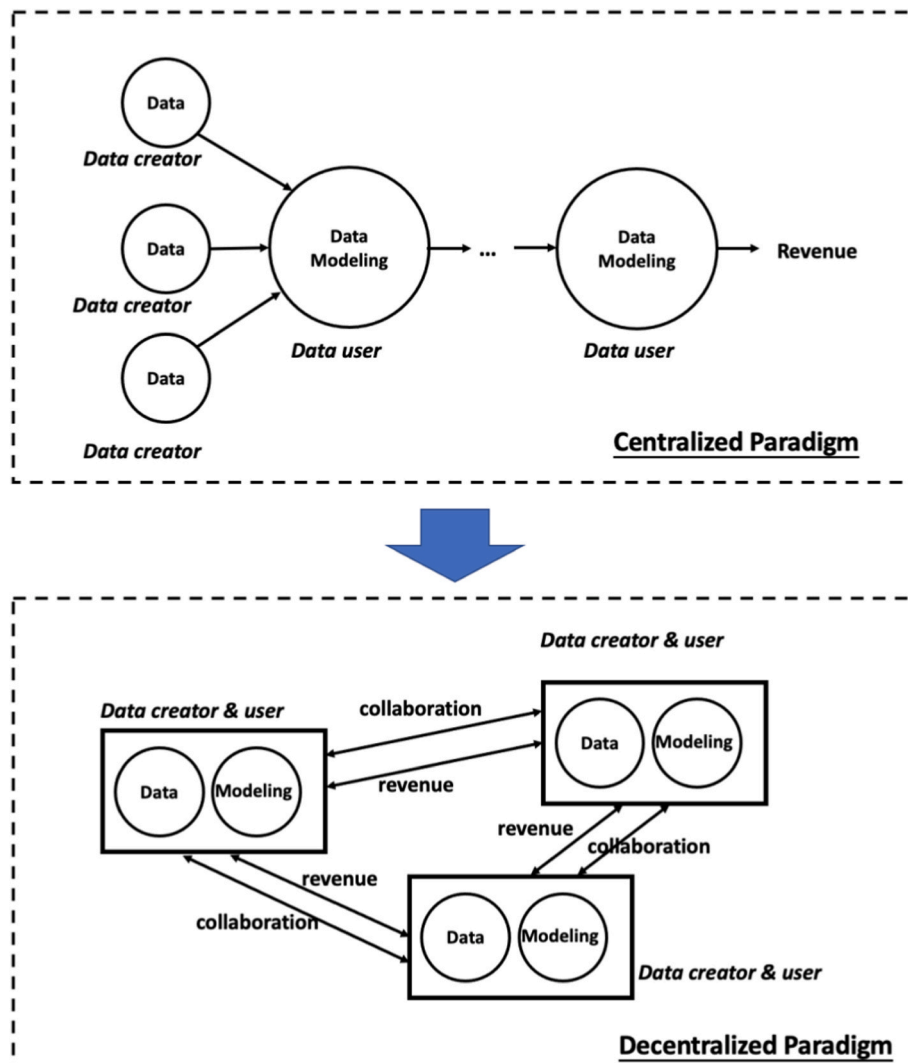 Data
Data creator
Data
Data creator
Data
Data creator
Data
Modeling
Data user
...
Data
Modeling
Data user
Revenue
Centralized Paradigm
Data creator & user
Data creator & user
collaboration
Data
Modeling
Data
Modeling
revenue
revenue
collaboration
revenue
collaboration
Data
Modeling
Data creator & user
Decentralized Paradigm